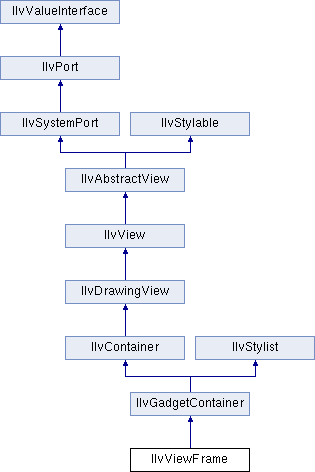 IlvValueInterface
IlvPort
IlvSystemPort
IlvStylable
IlvAbstractView
IlvView
IlvDrawingView
IlvContainer
IlvStylist
IlvGadgetContainer
IlvViewFrame